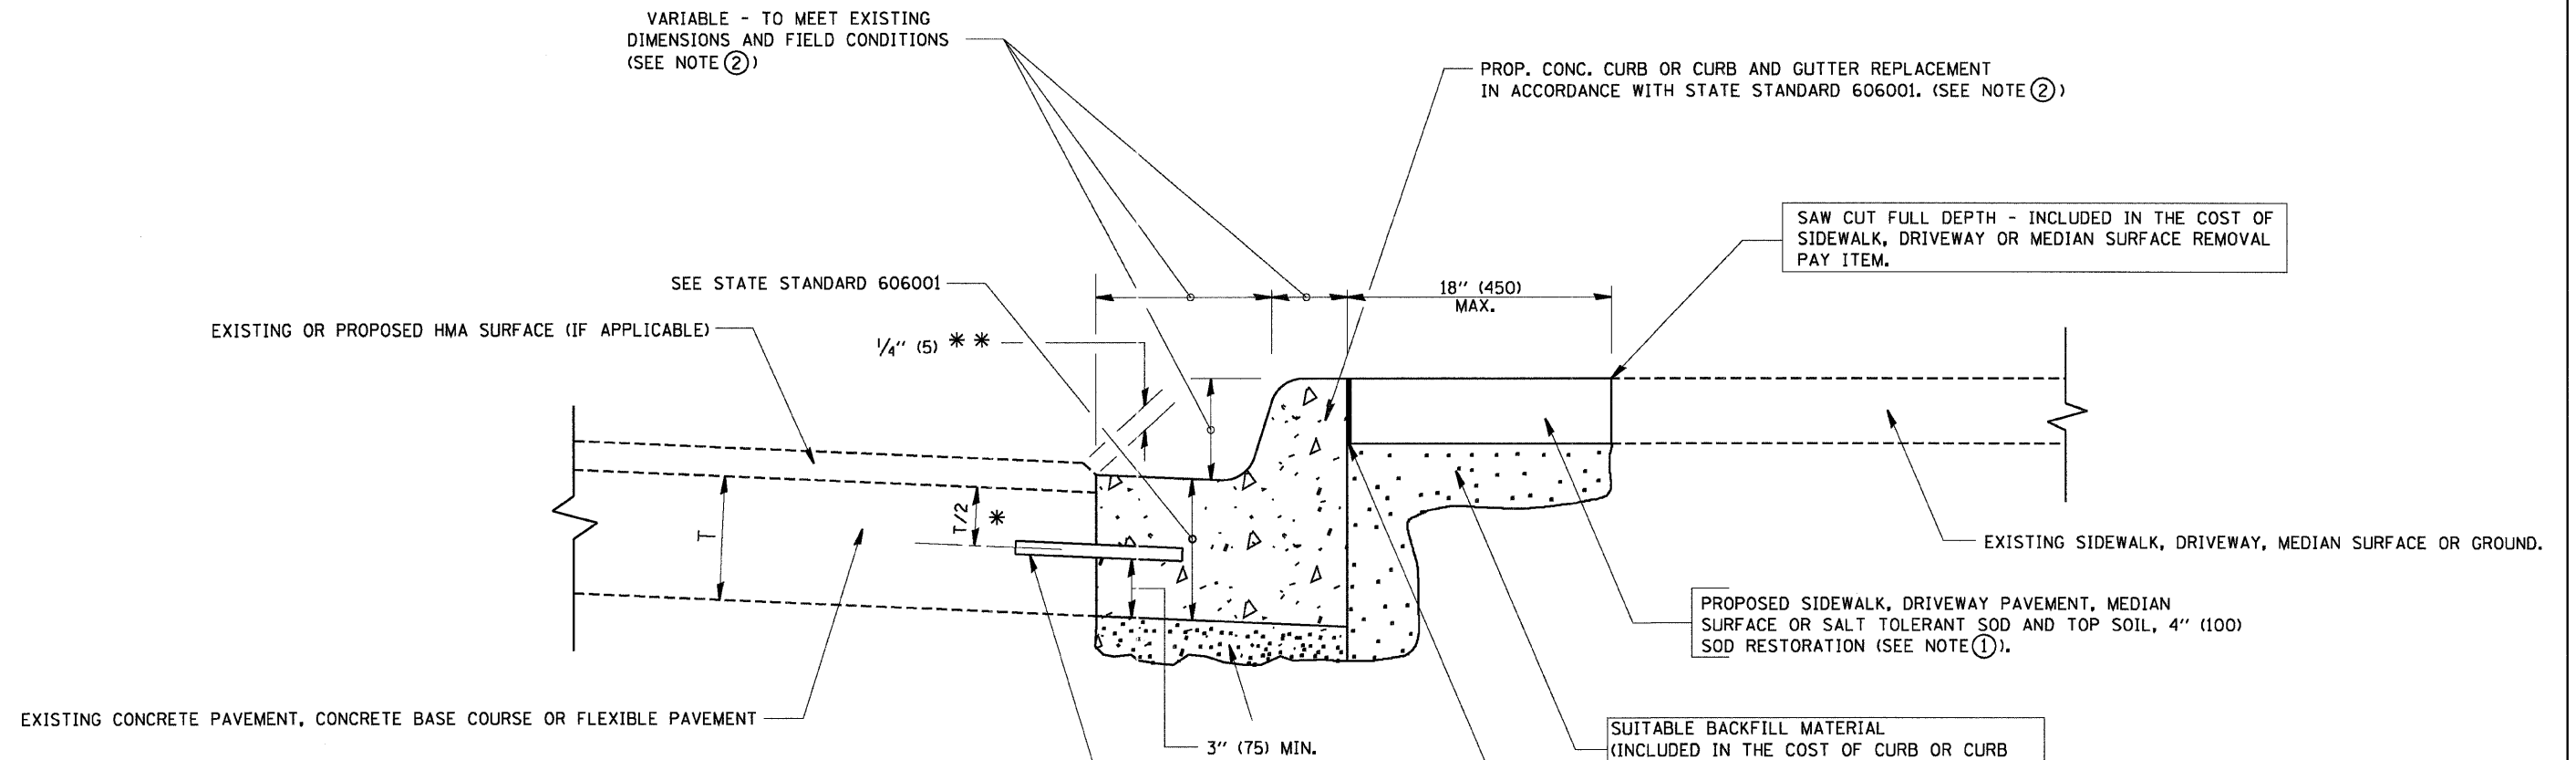 VARIABLE - TO MEET EXISTING
DIMENSIONS AND FIELD CONDITIONS
(SEE NOTE ②)
PROP. CONC. CURB OR CURB AND GUTTER REPLACEMENT
IN ACCORDANCE WITH STATE STANDARD 606001. (SEE NOTE ②)
SAW CUT FULL DEPTH - INCLUDED IN THE COST OF
SIDEWALK, DRIVEWAY OR MEDIAN SURFACE REMOVAL
PAY ITEM.
SEE STATE STANDARD 606001
18" (450)
MAX.
EXISTING OR PROPOSED HMA SURFACE (IF APPLICABLE)
1/4" (5) * *
T
T/2 *
EXISTING SIDEWALK, DRIVEWAY, MEDIAN SURFACE OR GROUND.
PROPOSED SIDEWALK, DRIVEWAY PAVEMENT, MEDIAN
SURFACE OR SALT TOLERANT SOD AND TOP SOIL, 4" (100)
SOD RESTORATION (SEE NOTE ①).
EXISTING CONCRETE PAVEMENT, CONCRETE BASE COURSE OR FLEXIBLE PAVEMENT
3" (75) MIN.
SUITABLE BACKFILL MATERIAL
(INCLUDED IN THE COST OF CURB OR CURB